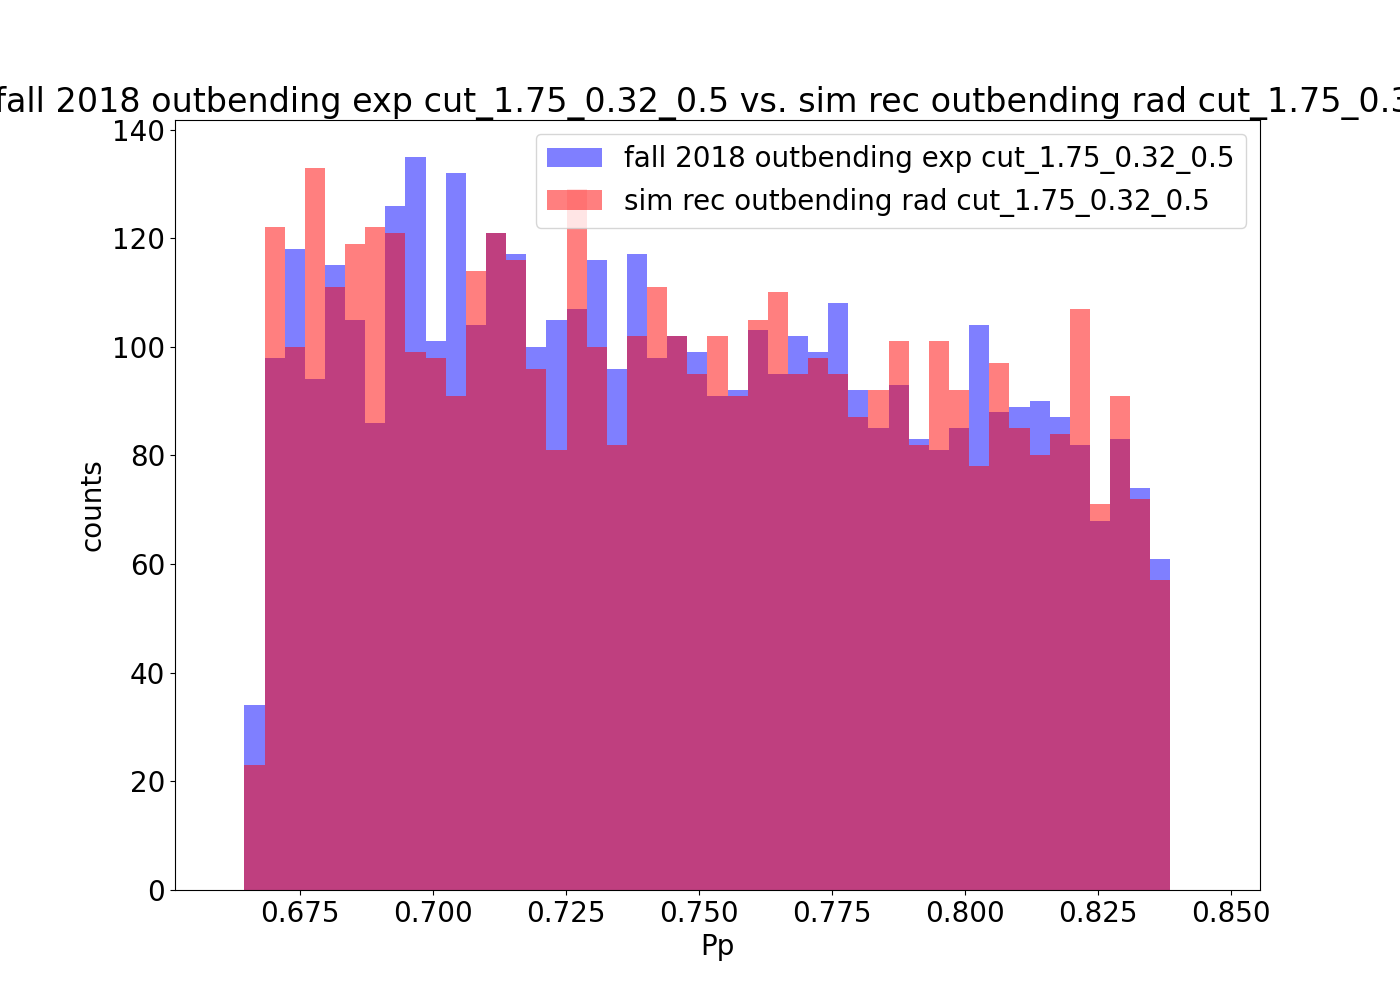 fall 2018 outbending exp cut_1.75_0.32_0.5 vs. sim rec outbending rad cut_1.75_0.3
140
120
100
80
60
40
20
0
counts
fall 2018 outbending exp cut_1.75_0.32_0.5
sim rec outbending rad cut_1.75_0.32_0.5
0.675 0.700 0.725 0.750 0.775 0.800 0.825 0.850
Pp